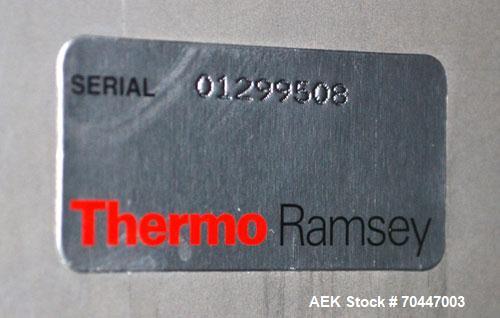 SERIAL 01299508
Thermo Ramsey
AEK Stock # 70447003